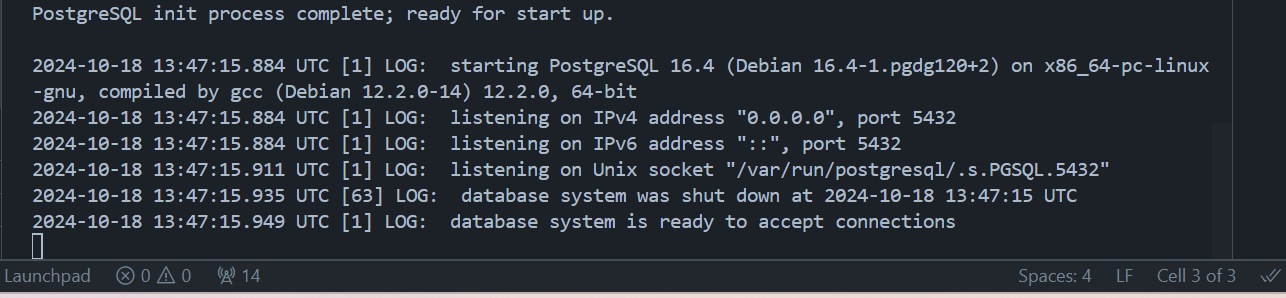 PostgreSQL init process complete; ready for start up.
2024-10-18 13:47:15.884 UTC [1] LOG:  starting PostgreSQL 16.4 (Debian 16.4-1.pgdg120+2) on x86_64-pc-linux
-gnu, compiled by gcc (Debian 12.2.0-14) 12.2.0, 64-bit
2024-10-18 13:47:15.884 UTC [1] LOG:  listening on IPv4 address "0.0.0.0", port 5432
2024-10-18 13:47:15.884 UTC [1] LOG:  listening on IPv6 address "::", port 5432
2024-10-18 13:47:15.911 UTC [1] LOG:  listening on Unix socket "/var/run/postgresql/.s.PGSQL.5432"
2024-10-18 13:47:15.935 UTC [63] LOG:  database system was shut down at 2024-10-18 13:47:15 UTC
2024-10-18 13:47:15.949 UTC [1] LOG:  database system is ready to accept connections
Launchpad 0 0 14 Spaces: 4 LF Cell 3 of 3